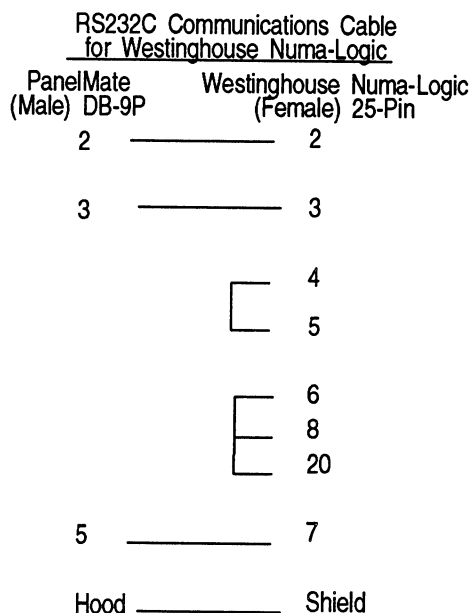 RS232C Communications Cable
for Westinghouse Numa-Logic
PanelMate Westinghouse Numa-Logic
(Male) DB-9P (Female) 25-Pin
2 2
3 3
4
5
6
8
20
5 7
Hood Shield